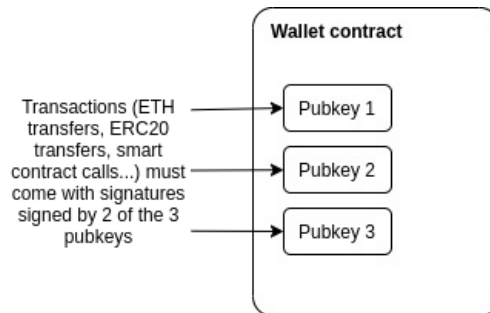 Wallet contract
Transactions (ETH
transfers, ERC20
transfers, smart
contract calls...) must
come with signatures
signed by 2 of the 3
pubkeys
Pubkey 1
Pubkey 2
Pubkey 3